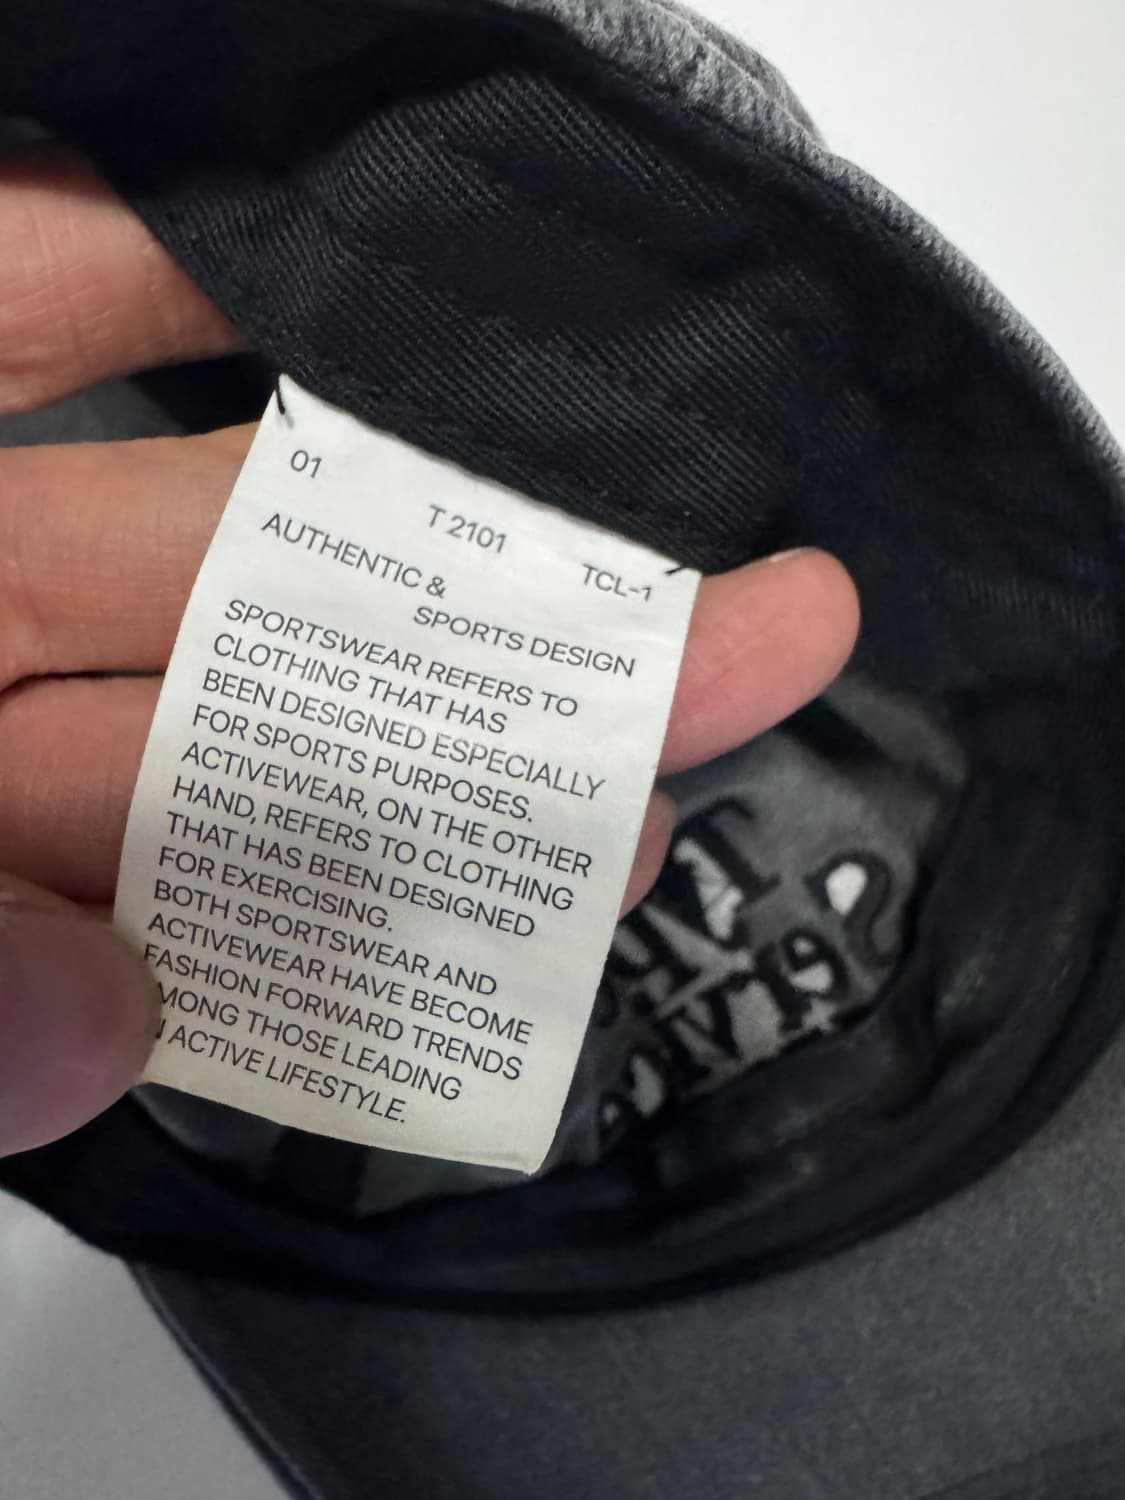 01
T 2101
TCL-1
AUTHENTIC &
SPORTS DESIGN
SPORTSWEAR REFERS TO
CLOTHING THAT HAS
BEEN DESIGNED ESPECIALLY
FOR SPORTS PURPOSES.
ACTIVEWEAR, ON THE OTHER
HAND, REFERS TO CLOTHING
THAT HAS BEEN DESIGNED
FOR EXERCISING.
BOTH SPORTSWEAR AND
ACTIVEWEAR HAVE BECOME
FASHION FORWARD TRENDS
MONG THOSE LEADING
ACTIVE LIFESTYLE.